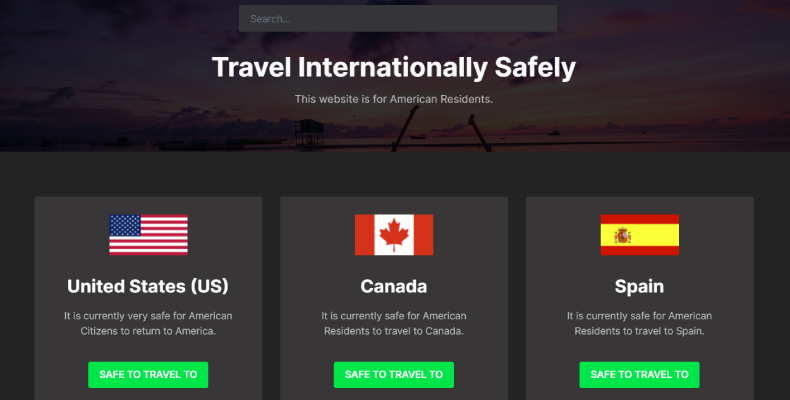 Search...
Travel Internationally Safely
This website is for American Residents.
United States (US)
It is currently very safe for American
Citizens to return to America.
SAFE TO TRAVEL TO
Canada
It is currently safe for American
Residents to travel to Canada.
SAFE TO TRAVEL TO
Spain
It is currently safe for American
Residents to travel to Spain.
SAFE TO TRAVEL TO